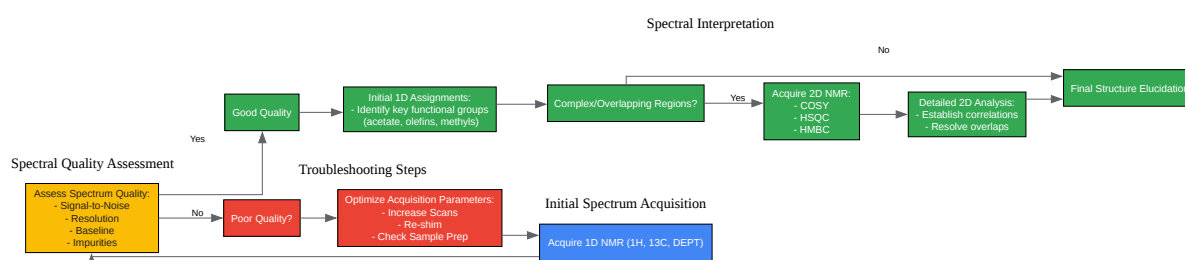 Spectral Interpretation
No
Good Quality
Initial 1D Assignments:
- Identify key functional groups
(acetate, olefins, methyls)
Complex/Overlapping Regions?
Yes
Acquire 2D NMR:
- COSY
- HSQC
- HMBC
Detailed 2D Analysis:
- Establish correlations
- Resolve overlaps
Final Structure Elucidation
Yes
Spectral Quality Assessment
Assess Spectrum Quality:
- Signal-to-Noise
- Resolution
- Baseline
- Impurities
No
Poor Quality?
Troubleshooting Steps
Optimize Acquisition Parameters:
- Increase Scans
- Re-shim
- Check Sample Prep
Initial Spectrum Acquisition
Acquire 1D NMR (1H, 13C, DEPT)